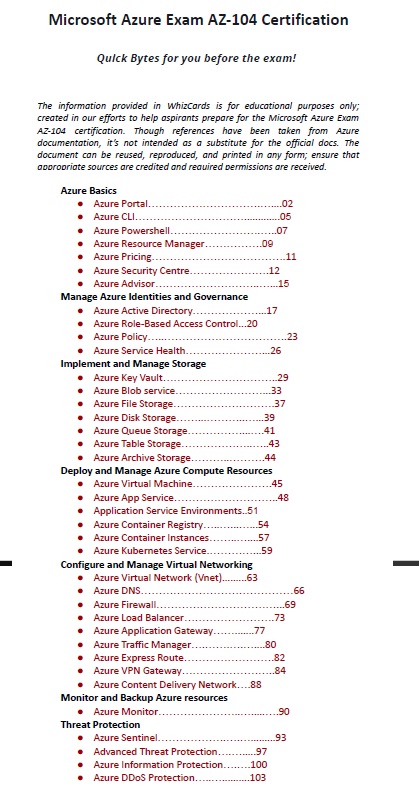 Microsoft Azure Exam AZ-104 Certification
Quick Bytes for you before the exam!
The information provided in WhizCards is for educational purposes only;
created in our efforts to help aspirants prepare for the Microsoft Azure Exam
AZ-104 certification. Though references have been taken from Azure
documentation, it's not intended as a substitute for the official docs. The
document can be reused, reproduced, and printed in any form; ensure that
appropriate sources are credited and required permissions are received.
Azure Basics
• Azure Portal....................................02
• Azure CLI.......................................05
• Azure Powershell...........................07
• Azure Resource Manager...............09
• Azure Pricing..................................11
• Azure Security Centre.....................12
• Azure Advisor.................................15
Manage Azure Identities and Governance
• Azure Active Directory....................17
• Azure Role-Based Access Control...20
• Azure Policy....................................23
• Azure Service Health.......................26
Implement and Manage Storage
• Azure Key Vault..............................29
• Azure Blob service..........................33
• Azure File Storage...........................37
• Azure Disk Storage.........................39
• Azure Queue Storage......................41
• Azure Table Storage........................43
• Azure Archive Storage....................44
Deploy and Manage Azure Compute Resources
• Azure Virtual Machine....................45
• Azure App Service..........................48
• Application Service Environments..51
• Azure Container Registry...............54
• Azure Container Instances.............57
• Azure Kubernetes Service..............59
Configure and Manage Virtual Networking
• Azure Virtual Network (Vnet).........63
• Azure DNS......................................66
• Azure Firewall.................................69
• Azure Load Balancer.......................73
• Azure Application Gateway............77
• Azure Traffic Manager....................80
• Azure Express Route.......................82
• Azure VPN Gateway.......................84
• Azure Content Delivery Network....88
Monitor and Backup Azure resources
• Azure Monitor................................90
Threat Protection
• Azure Sentinel................................93
• Advanced Threat Protection...........97
• Azure Information Protection.......100
• Azure DDoS Protection.................103